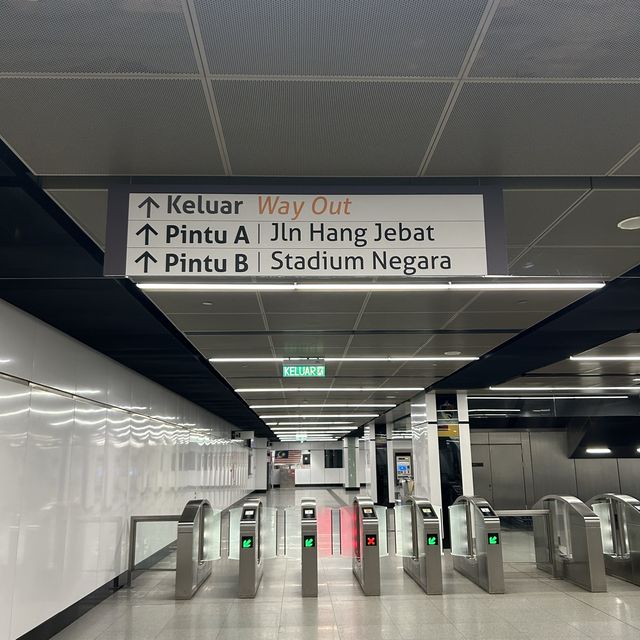 ↑ Keluar Way Out
↑ Pintu A | Jln Hang Jebat
↑ Pintu B | Stadium Negara
KELUAR